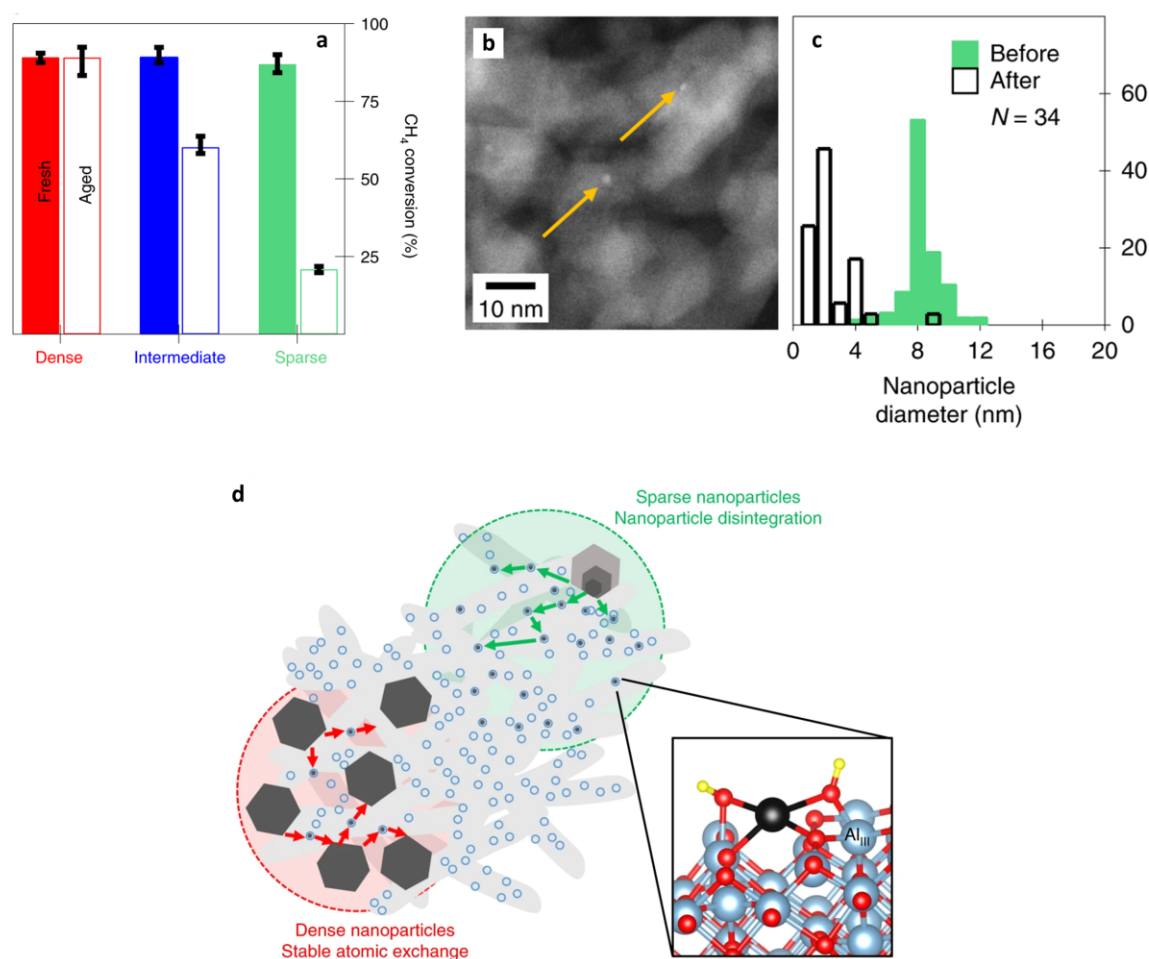 a
100
75
50
25
CH4 conversion (%)
Fresh
Aged
Dense
Intermediate
Sparse
b
10 nm
c
Before
After
N = 34
60
40
20
0
0 4 8 12 16 20
Nanoparticle
diameter (nm)
d
Sparse nanoparticles
Nanoparticle disintegration
AlIII
Dense nanoparticles
Stable atomic exchange